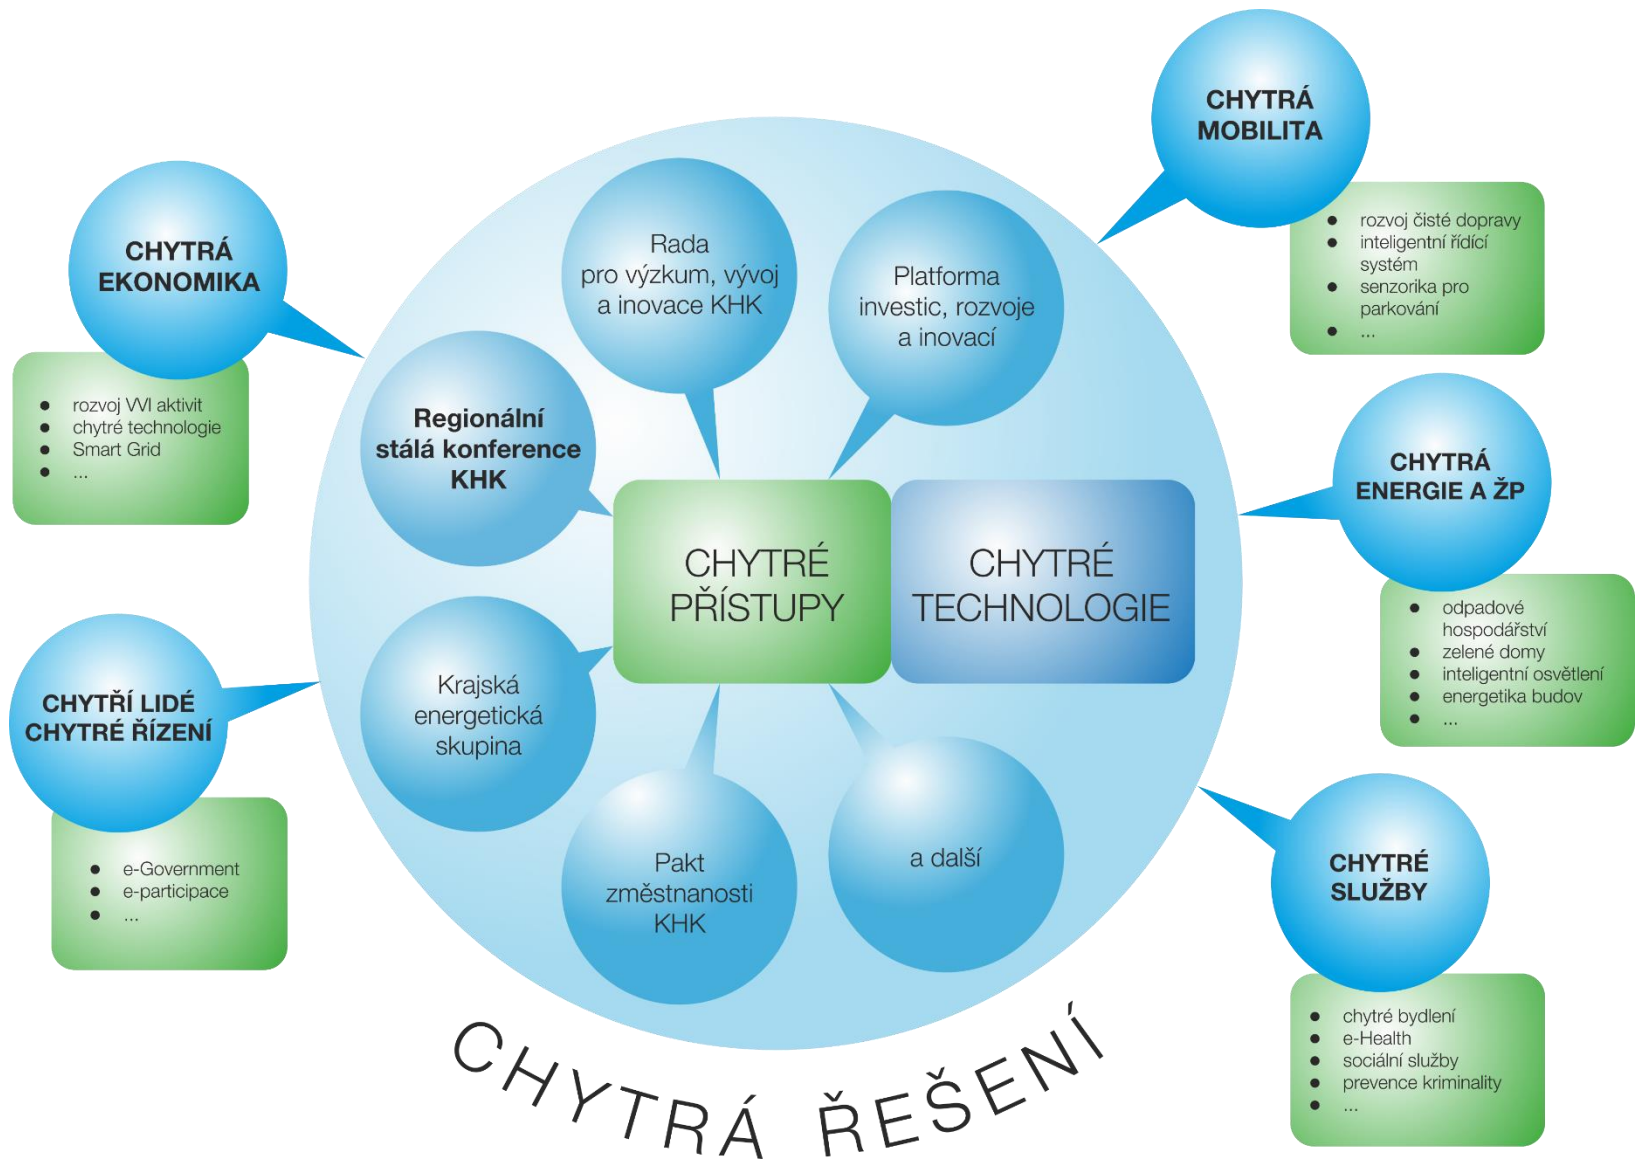 CHYTRÁ
EKONOMIKA
● rozvoj VVI aktivit
● chytré technologie
● Smart Grid
● ...
CHYTŘÍ LIDÉ
CHYTRÉ ŘÍZENÍ
● e-Government
● e-participace
● ...
Rada
pro výzkum, vývoj
a inovace KHK
Platforma
investic, rozvoje
a inovací
Regionální
stálá konference
KHK
CHYTRÉ
PŘÍSTUPY
CHYTRÉ
TECHNOLOGIE
Krajská
energetická
skupina
Pakt
změstnanosti
KHK
a další
CHYTRÁ
MOBILITA
● rozvoj čisté dopravy
● inteligentní řídící
systém
● senzorika pro
parkování
● ...
CHYTRÁ
ENERGIE A ŽP
● odpadové
hospodářství
● zelené domy
● inteligentní osvětlení
● energetika budov
● ...
CHYTRÉ
SLUŽBY
● chytré bydlení
● e-Health
● sociální služby
● prevence kriminality
● ...
CHYTRÁ ŘEŠENÍ